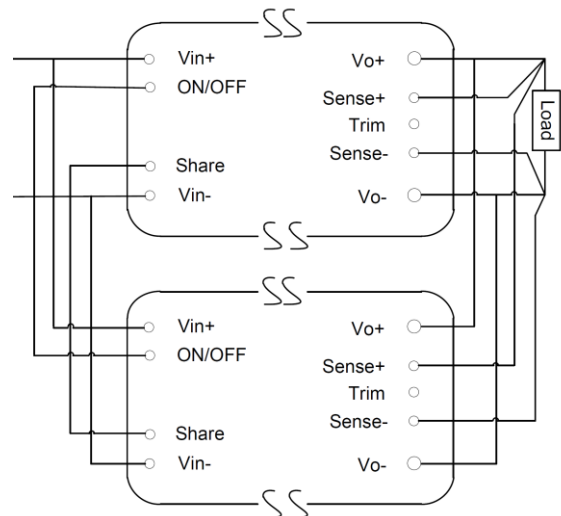 Vin+
ON/OFF
Share
Vin-
Vo+
Sense+
Trim
Sense-
Vo-
Load
Vin+
ON/OFF
Share
Vin-
Vo+
Sense+
Trim
Sense-
Vo-